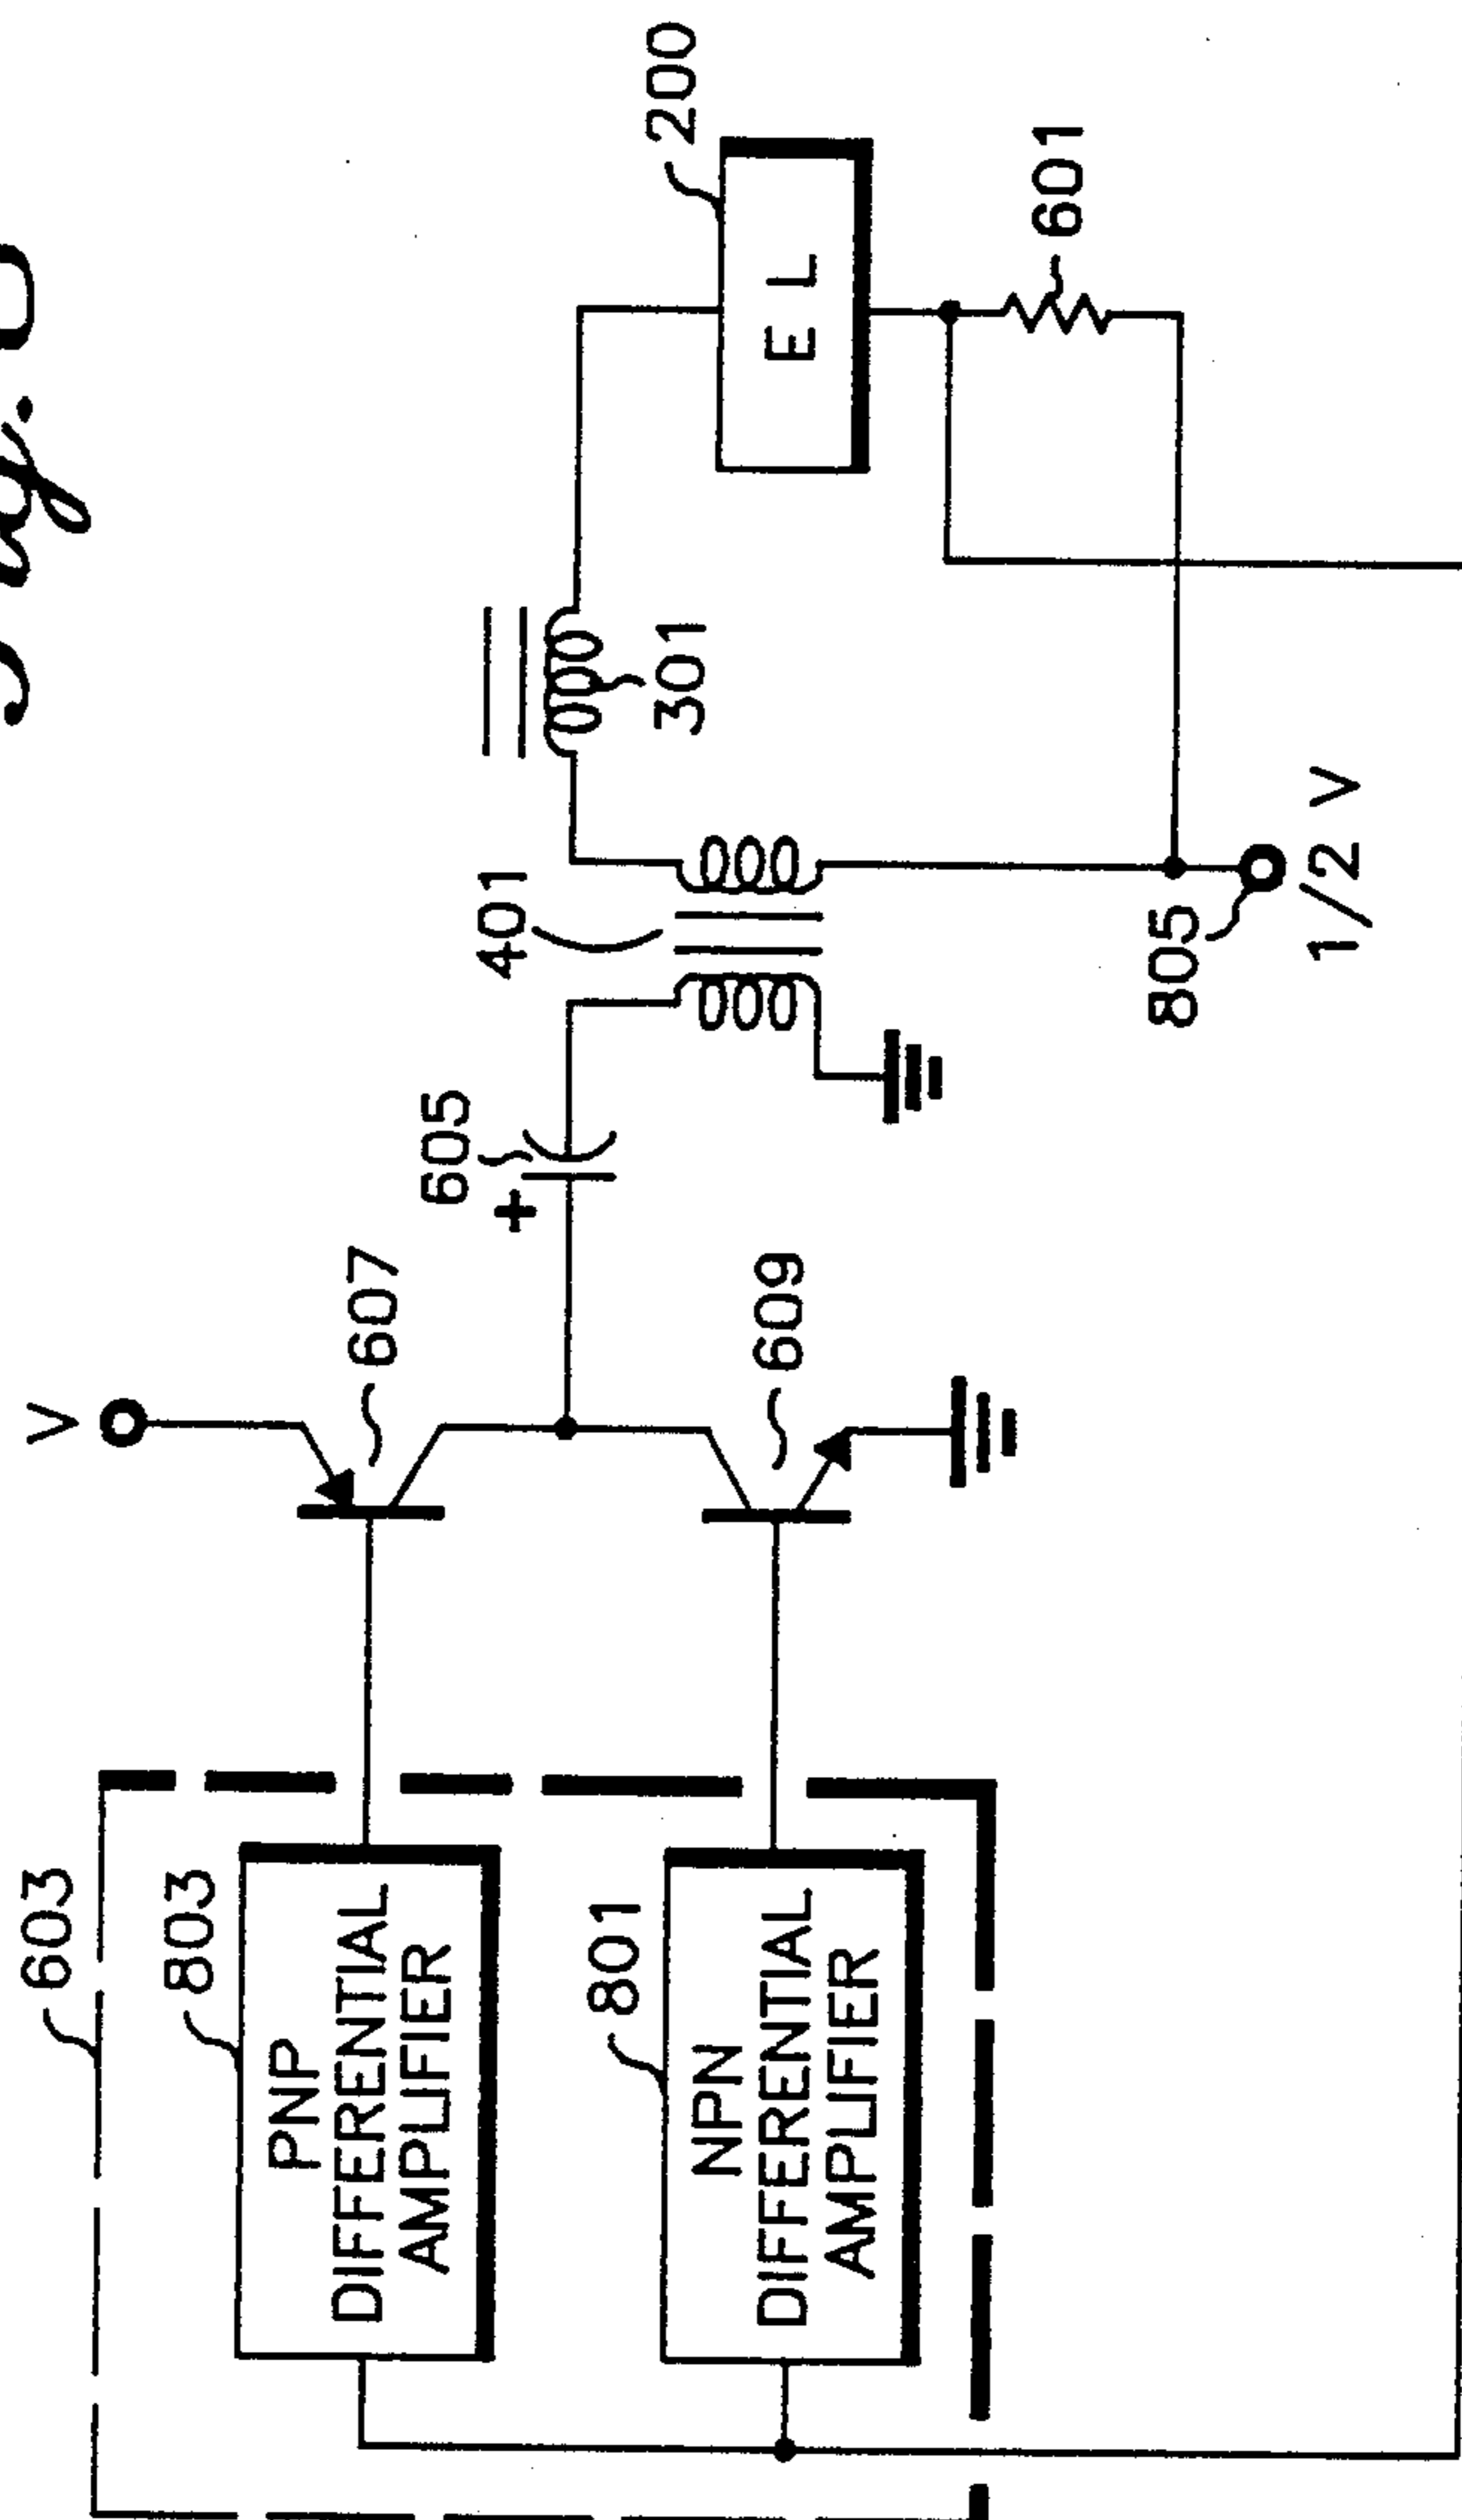 Fig.
603
V
803
PNP
DIFFERENTIAL
AMPLIFIER
607
605
401
301
200
801
NPN
DIFFERENTIAL
AMPLIFIER
609
E L
601
805
1/2 V